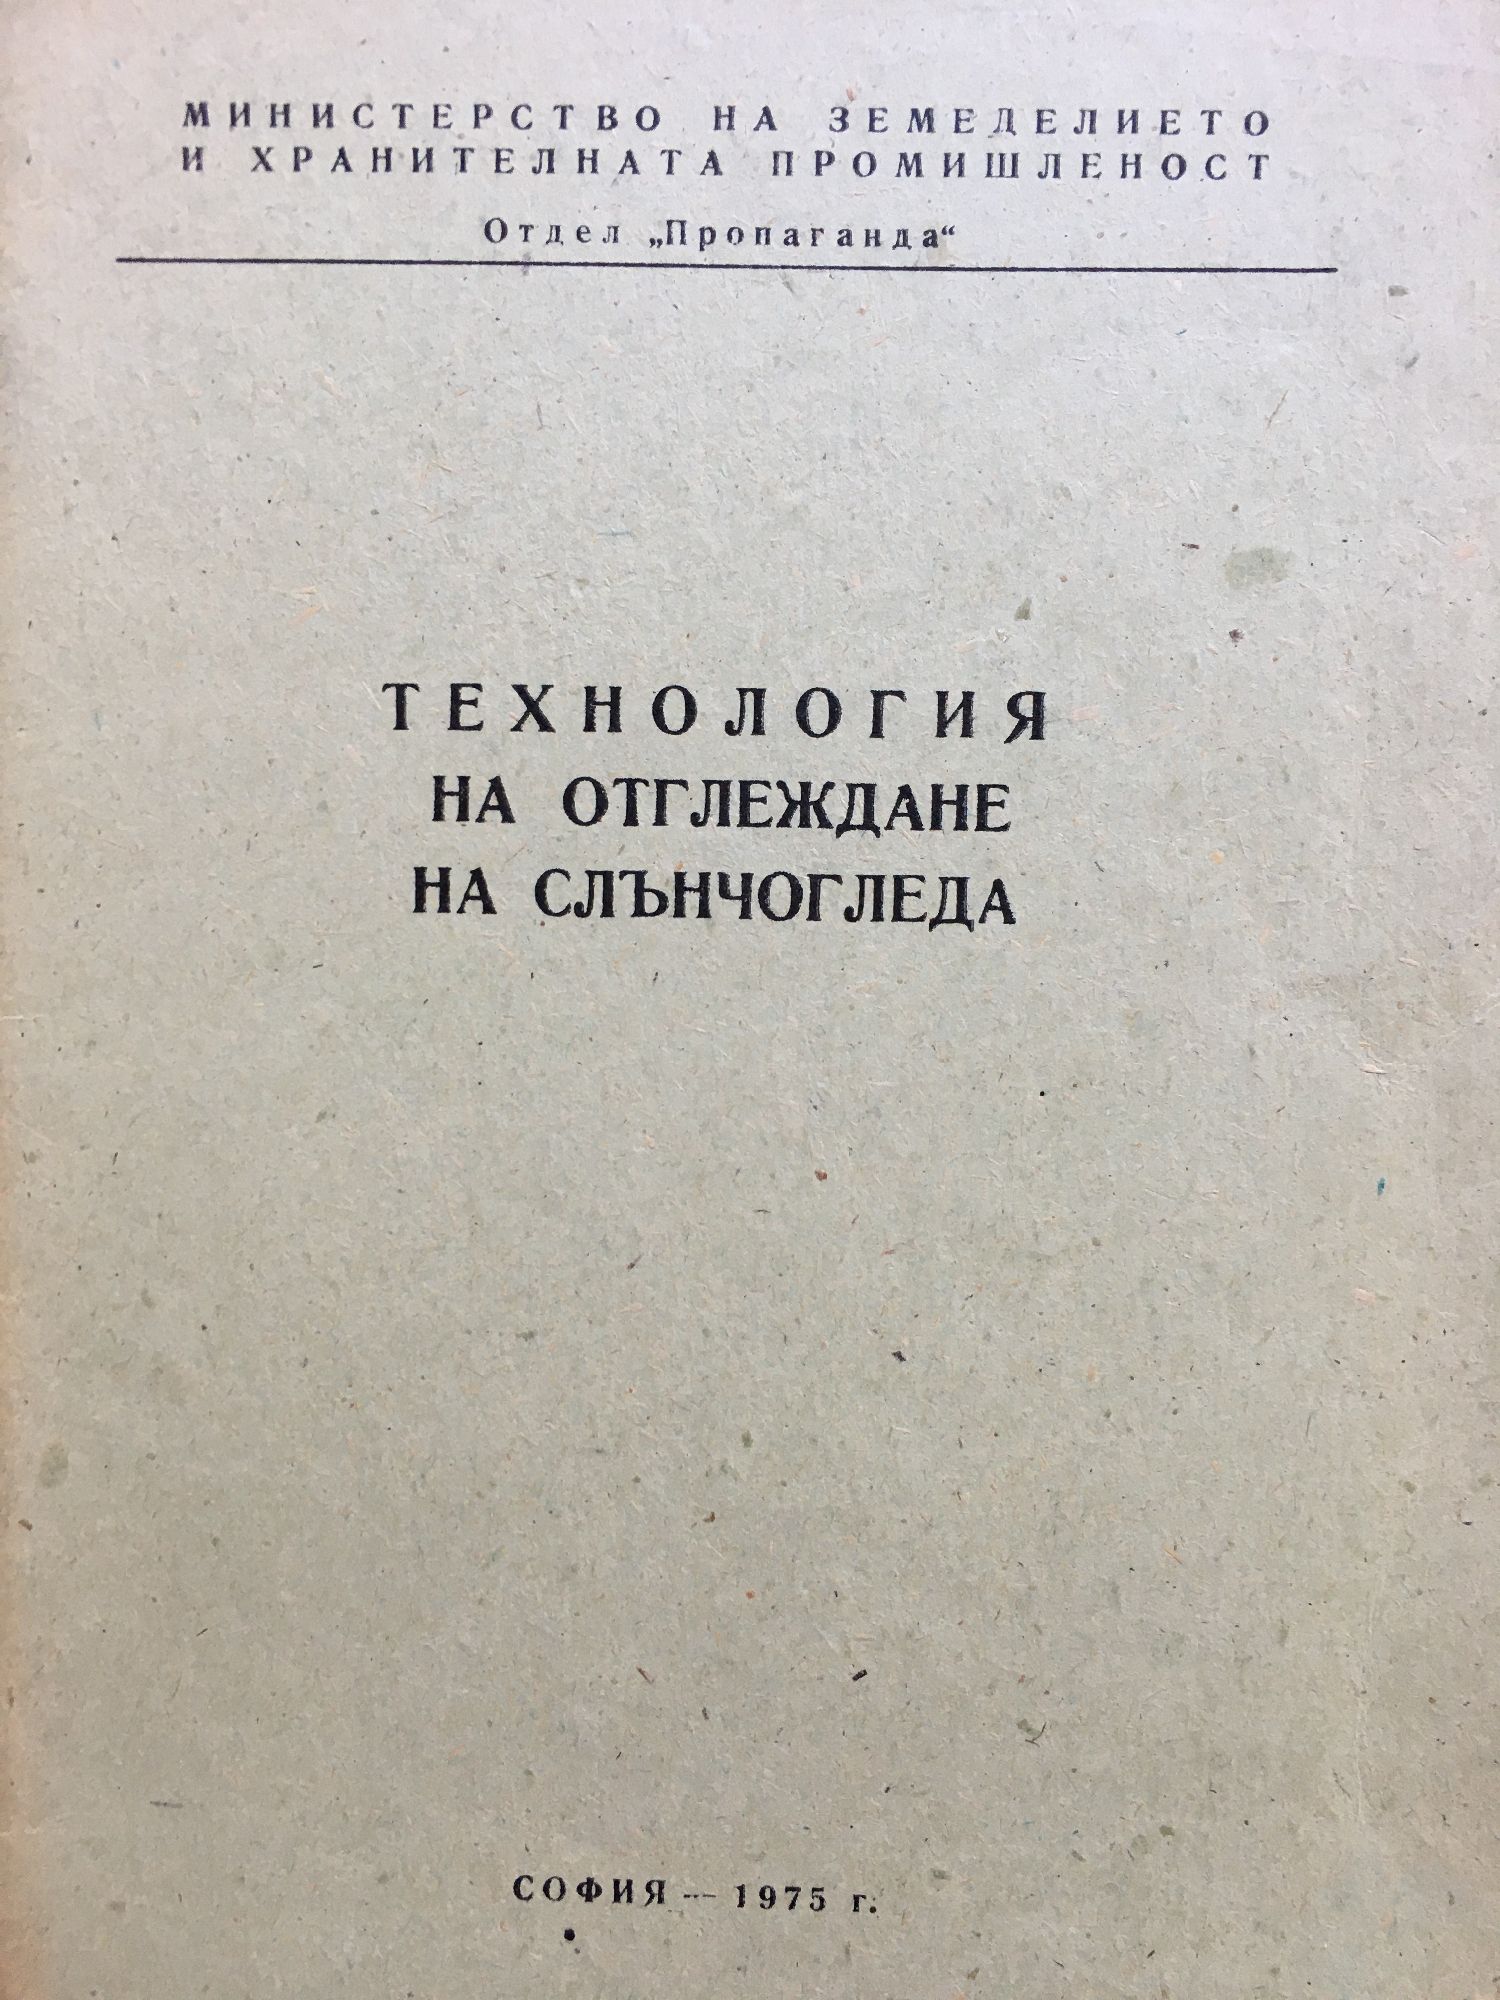 МИНИСТЕРСТВО НА ЗЕМЕДЕЛИЕТО
И ХРАНИТЕЛНАТА ПРОМИШЛЕНОСТ
Отдел „Пропаганда“
ТЕХНОЛОГИЯ
НА ОТГЛЕЖДАНЕ
НА СЛЪНЧОГЛЕДА
СОФИЯ — 1975 г.